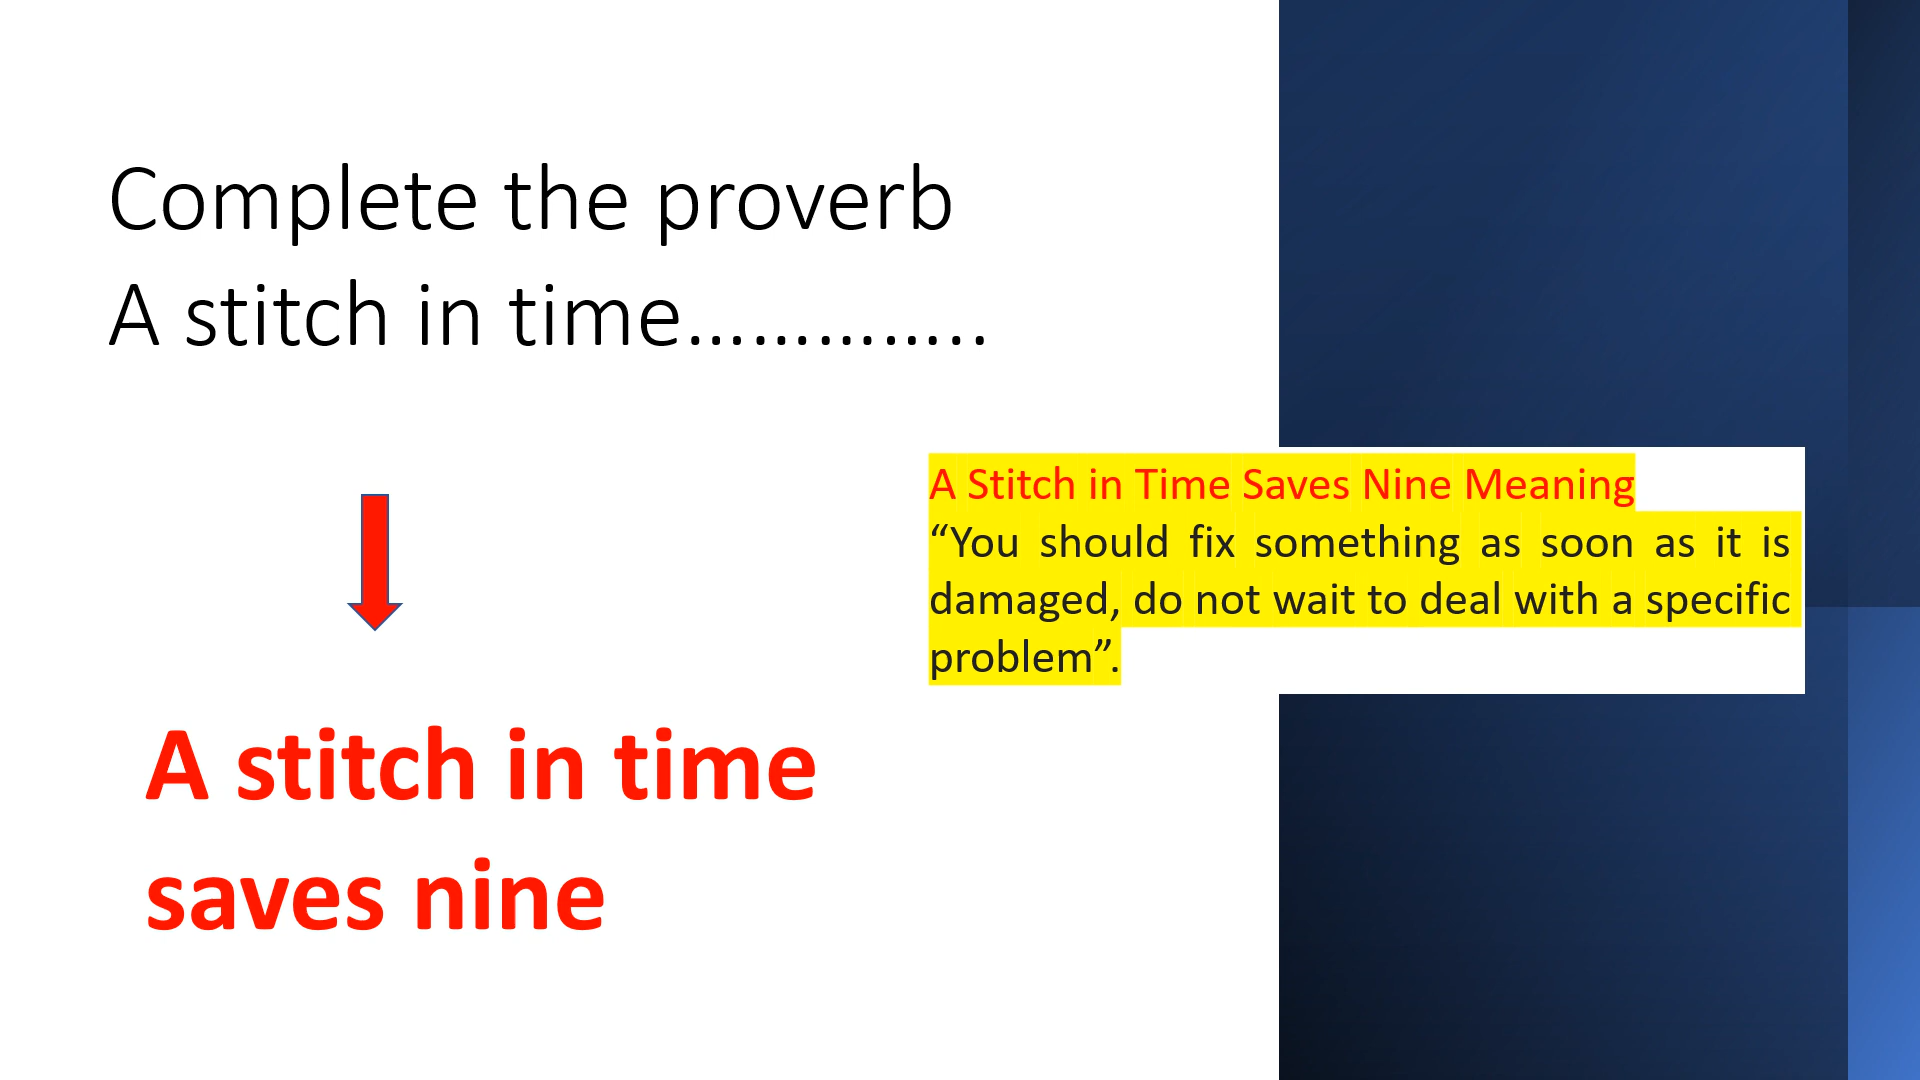 Complete the proverb
A stitch in time…………..
A Stitch in Time Saves Nine Meaning
“You should fix something as soon as it is
damaged, do not wait to deal with a specific
problem”.
A stitch in time
saves nine